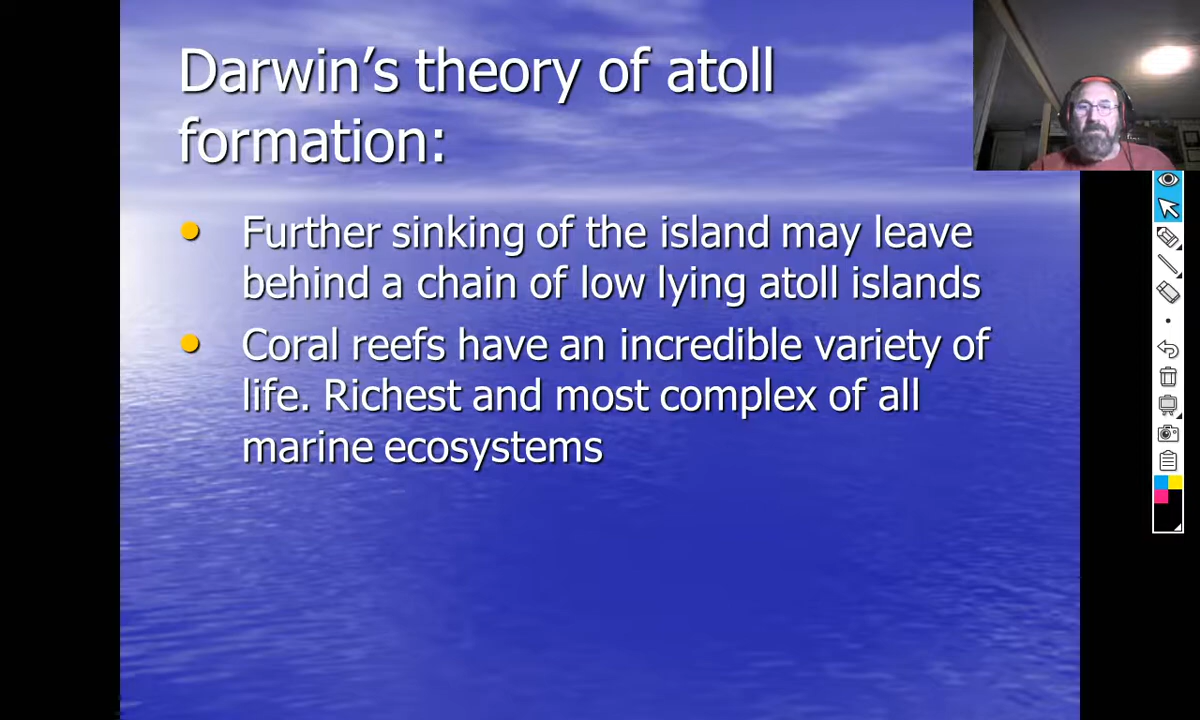 Darwin’s theory of atoll
formation:
Further sinking of the island may leave
behind a chain of low lying atoll islands
Coral reefs have an incredible variety of
life. Richest and most complex of all
marine ecosystems